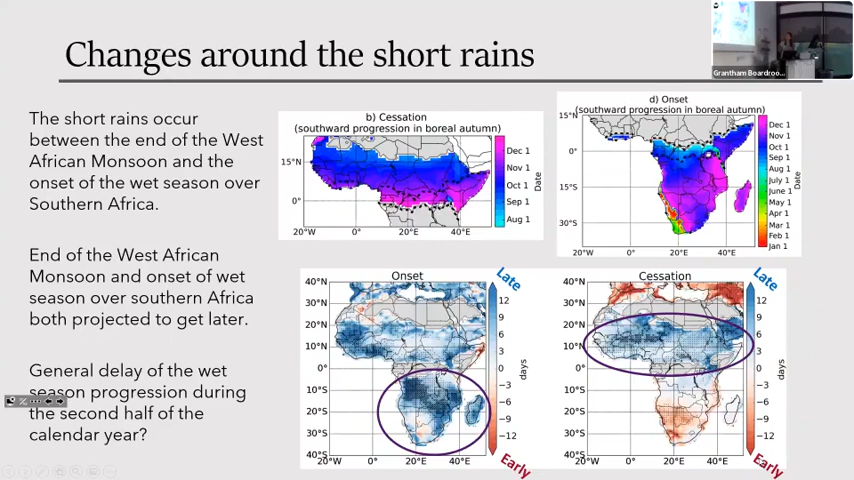 Changes around the short rains
Grantham Boardroo...
The short rains occur
between the end of the West
African Monsoon and the
onset of the wet season over
Southern Africa.
End of the West African
Monsoon and onset of wet
season over southern Africa
both projected to get later.
General delay of the wet
season progression during
the second half of the
calendar year?
b) Cessation
(southward progression in boreal autumn)
15°N
0°
20°W 0° 20°E 40°E
Dec 1
Nov 1
Oct 1
Sep 1
Aug 1
Date
d) Onset
(southward progression in boreal autumn)
15°N
0°
15°S
30°S
20°W 0° 20°E 40°E
Dec 1
Nov 1
Oct 1
Sep 1
Aug 1
July 1
June 1
May 1
Apr 1
Mar 1
Feb 1
Jan 1
Date
Onset
40°N
30°N
20°N
10°N
0°
10°S
20°S
30°S
40°S
20°W 0° 20°E 40°E
Late
12
9
6
3
0
−3
−6
−9
−12
days
Early
Cessation
40°N
30°N
20°N
10°N
0°
10°S
20°S
30°S
40°S
20°W 0° 20°E 40°E
Late
12
9
6
3
0
−3
−6
−9
−12
days
Early